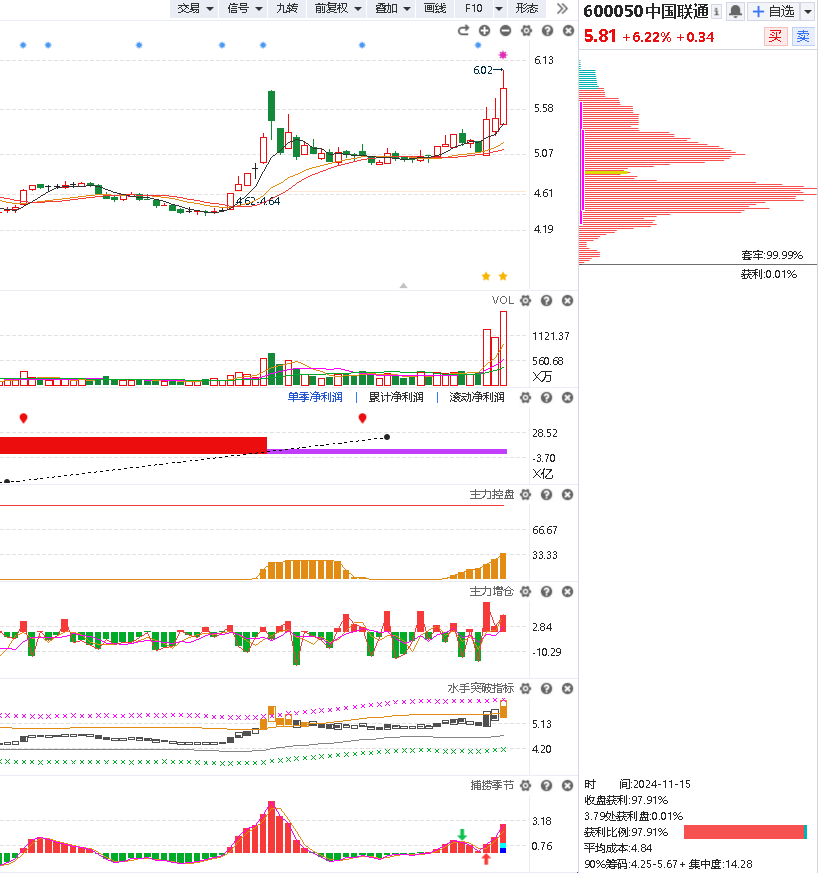 交易 信号 九转 前复权 叠加 画线 F10 形态
600050 中国联通 自选
5.81 +6.22% +0.34 买 卖
6.13
6.02
5.58
5.07
4.61
4.62-4.64
4.19
套牢:99.99%
获利:0.01%
VOL
1121.37
560.68
X万
单季净利润 | 累计净利润 | 滚动净利润
28.52
-3.70
X亿
主力控盘
66.67
33.33
主力增仓
2.84
-10.29
水手突破指标
5.13
4.20
捕捞季节
3.18
0.76
时 间:2024-11-15
收盘获利:97.91%
3.79处获利盘:0.01%
获利比例:97.91%
平均成本:4.84
90%筹码:4.25-5.67+ 集中度:14.28